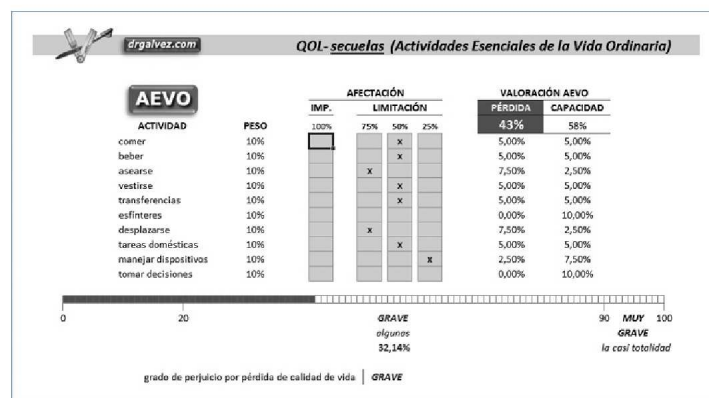 drgalvez.com QOL- secuelas (Actividades Esenciales de la Vida Ordinaria)
AEVO AFECTACIÓN VALORACIÓN AEVO
IMP. LIMITACIÓN PÉRDIDA CAPACIDAD
ACTIVIDAD PESO 100% 75% 50% 25% 43% 58%
comer 10% x 5,00% 5,00%
beber 10% x 5,00% 5,00%
asearse 10% x 7,50% 2,50%
vestirse 10% x 5,00% 5,00%
transferencias 10% x 5,00% 5,00%
esfínteres 10% 0,00% 10,00%
desplazarse 10% x 7,50% 2,50%
tareas domésticas 10% x 5,00% 5,00%
manejar dispositivos 10% x 2,50% 7,50%
tomar decisiones 10% 0,00% 10,00%
0 20 GRAVE 90 MUY 100
algunas GRAVE
32,14% la casi totalidad
grado de perjuicio por pérdida de calidad de vida GRAVE